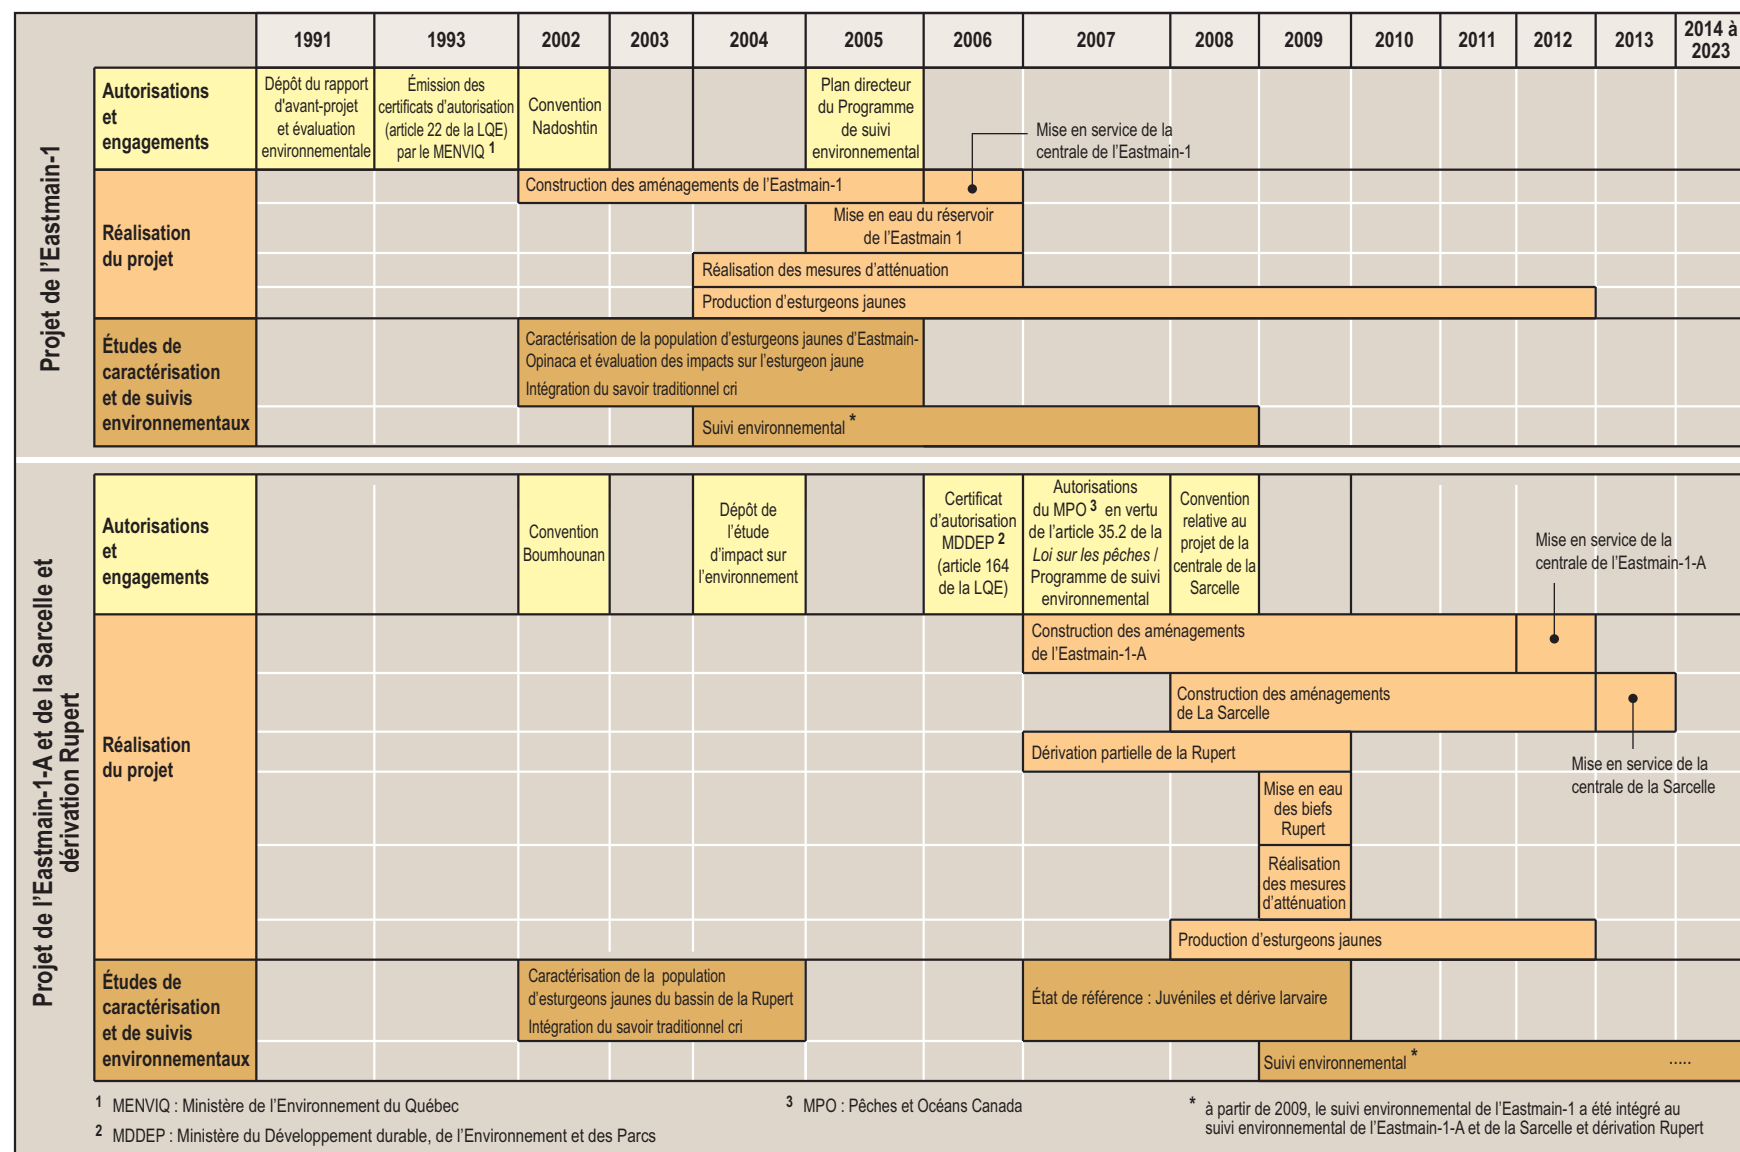 1991
1993
2002
2003
2004
2005
2006
2007
2008
2009
2010
2011
2012
2013
2014 à
2023
Projet de l’Eastmain-1
Autorisations
et
engagements
Dépôt du rapport
d'avant-projet
et évaluation
environnementale
Émission des
certificats d’autorisation
(article 22 de la LQE)
par le MENVIQ 1
Convention
Nadoshtin
Plan directeur
du Programme
de suivi
environnemental
Mise en service de la
centrale de l’Eastmain-1
Réalisation
du projet
Construction des aménagements de l’Eastmain-1
Mise en eau du réservoir
de l’Eastmain 1
Réalisation des mesures d’atténuation
Production d’esturgeons jaunes
Études de
caractérisation
et de suivis
environnementaux
Caractérisation de la population d’esturgeons jaunes d’Eastmain-
Opinaca et évaluation des impacts sur l’esturgeon jaune
Intégration du savoir traditionnel cri
Suivi environnemental *
Projet de l’Eastmain-1-A et de la Sarcelle et
dérivation Rupert
Autorisations
et
engagements
Convention
Boumhounan
Dépôt de
l’étude
d’impact sur
l’environnement
Certificat
d’autorisation
MDDEP 2
(article 164
de la LQE)
Autorisations
du MPO 3 en vertu
de l’article 35.2 de la
Loi sur les pêches /
Programme de suivi
environnemental
Convention
relative au
projet de la
centrale de la
Sarcelle
Mise en service de la
centrale de l’Eastmain-1-A
Réalisation
du projet
Construction des aménagements
de l’Eastmain-1-A
Construction des aménagements
de La Sarcelle
Dérivation partielle de la Rupert
Mise en service de la
centrale de la Sarcelle
Mise en eau
des biefs
Rupert
Réalisation
des mesures
d’atténuation
Production d’esturgeons jaunes
Études de
caractérisation
et de suivis
environnementaux
Caractérisation de la population
d’esturgeons jaunes du bassin de la Rupert
Intégration du savoir traditionnel cri
État de référence : Juvéniles et dérive larvaire
Suivi environnemental * .....
1 MENVIQ : Ministère de l’Environnement du Québec
2 MDDEP : Ministère du Développement durable, de l’Environnement et des Parcs
3 MPO : Pêches et Océans Canada
* à partir de 2009, le suivi environnemental de l’Eastmain-1 a été intégré au
suivi environnemental de l’Eastmain-1-A et de la Sarcelle et dérivation Rupert